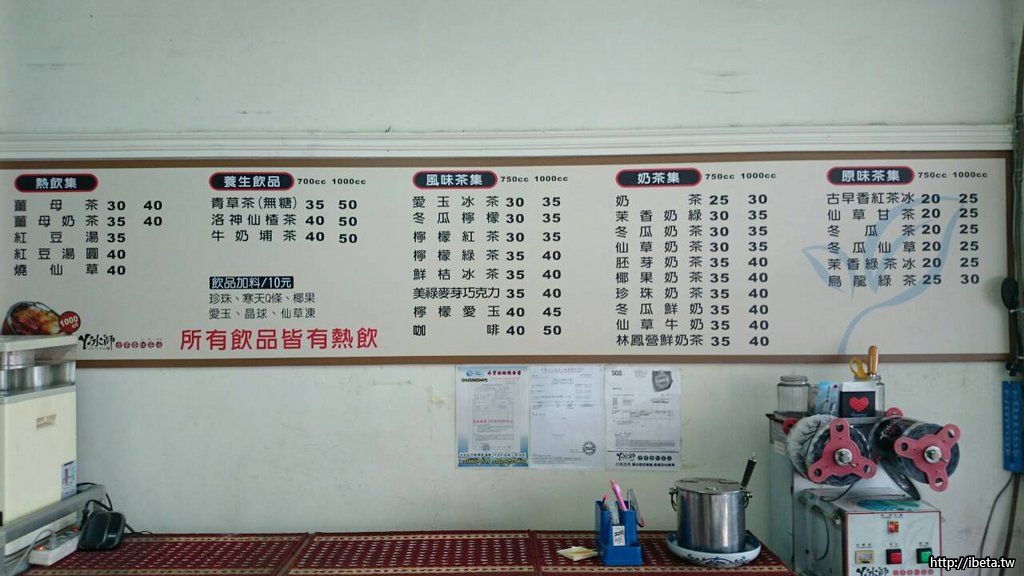 熱飲集
薑母茶 30 40
薑母奶茶 35 40
紅豆湯 35
紅豆湯圓 40
燒仙草 40
養生飲品 700cc 1000cc
青草茶(無糖) 35 50
洛神仙楂茶 40 50
牛奶埔茶 40 50
飲品加料/10元
珍珠、寒天Q條、椰果
愛玉、晶球、仙草凍
所有飲品皆有熱飲
風味茶集 750cc 1000cc
愛玉冰茶 30 35
冬瓜檸檬 30 35
檸檬紅茶 30 35
檸檬綠茶 35 40
鮮桔冰茶 35 40
美祿麥芽巧克力 35 40
檸檬愛玉 40 45
咖啡 40 50
奶茶集 750cc 1000cc
奶茶 25 30
茉香奶綠 30 35
冬瓜奶茶 30 35
仙草奶茶 30 35
胚芽奶茶 30 35
椰果奶茶 35 40
珍珠奶茶 35 40
冬瓜鮮奶 35 40
仙草牛奶 35 40
林鳳營鮮奶茶 35 40
原味茶集 750cc 1000cc
古早香紅茶冰 20 25
仙草甘茶 20 25
冬瓜茶 20 25
冬瓜仙草 20 25
茉香綠茶冰 20 25
烏龍綠茶 25 30
SGS
http://ibeta.tw